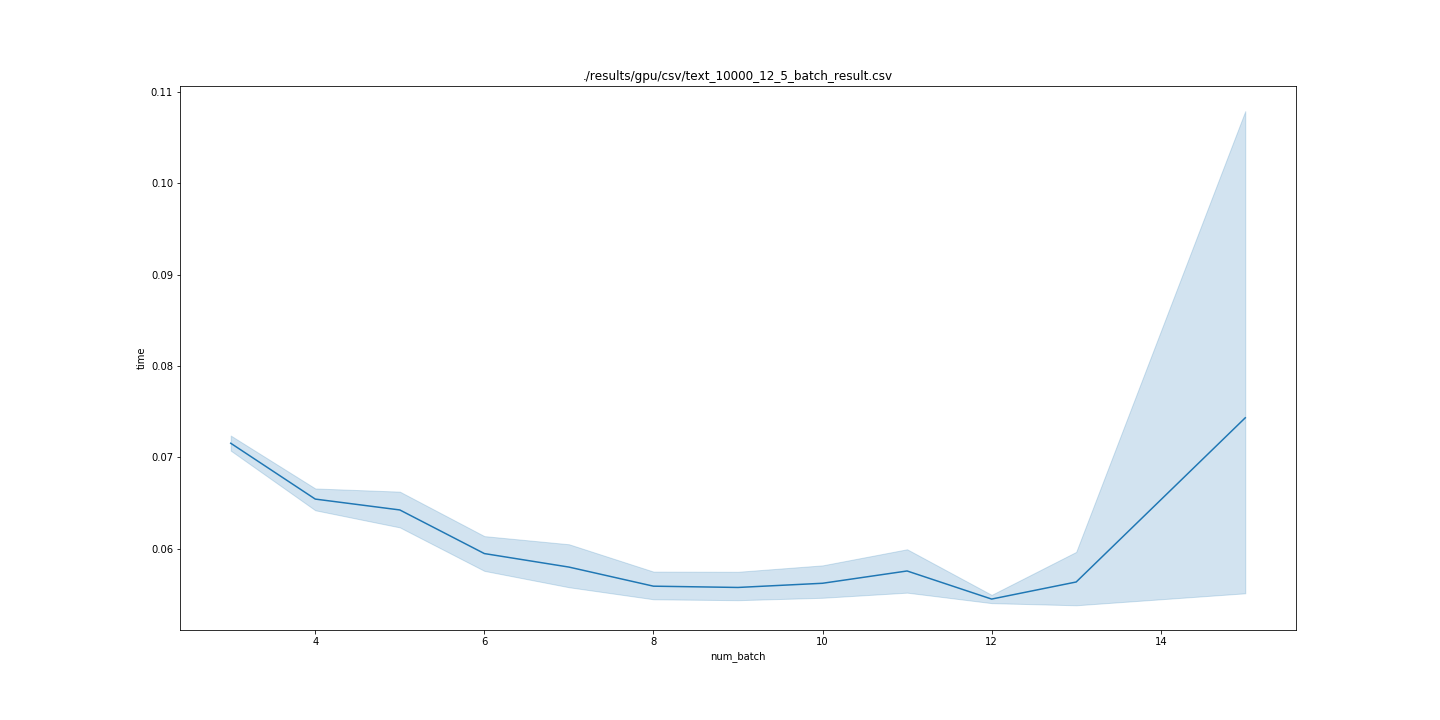 ./results/gpu/csv/text_10000_12_5_batch_result.csv
0.11
0.10
0.09
0.08
0.07
0.06
time
4 6 8 10 12 14
num_batch